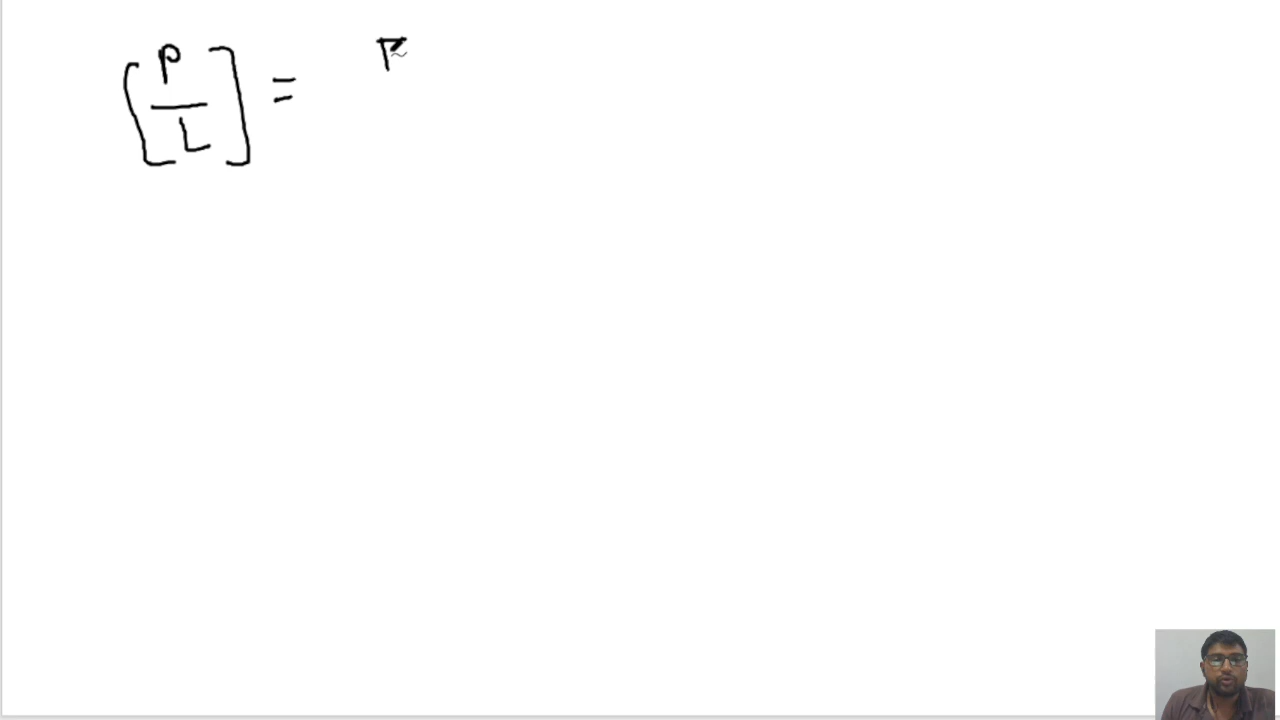 [P/L] =